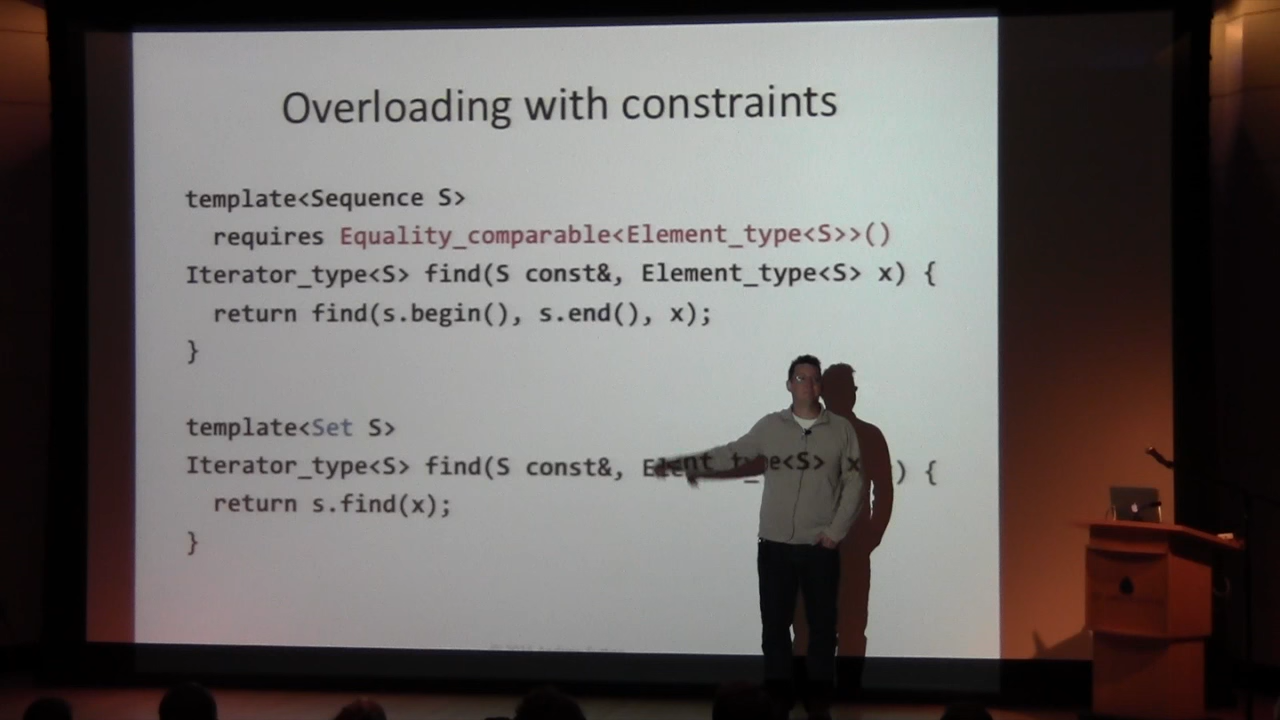 Overloading with constraints
template<Sequence S>
requires Equality_comparable<Element_type<S>>()
Iterator_type<S> find(S const&, Element_type<S> x) {
return find(s.begin(), s.end(), x);
}
template<Set S>
Iterator_type<S> find(S const&, Element_type<S> x) {
return s.find(x);
}